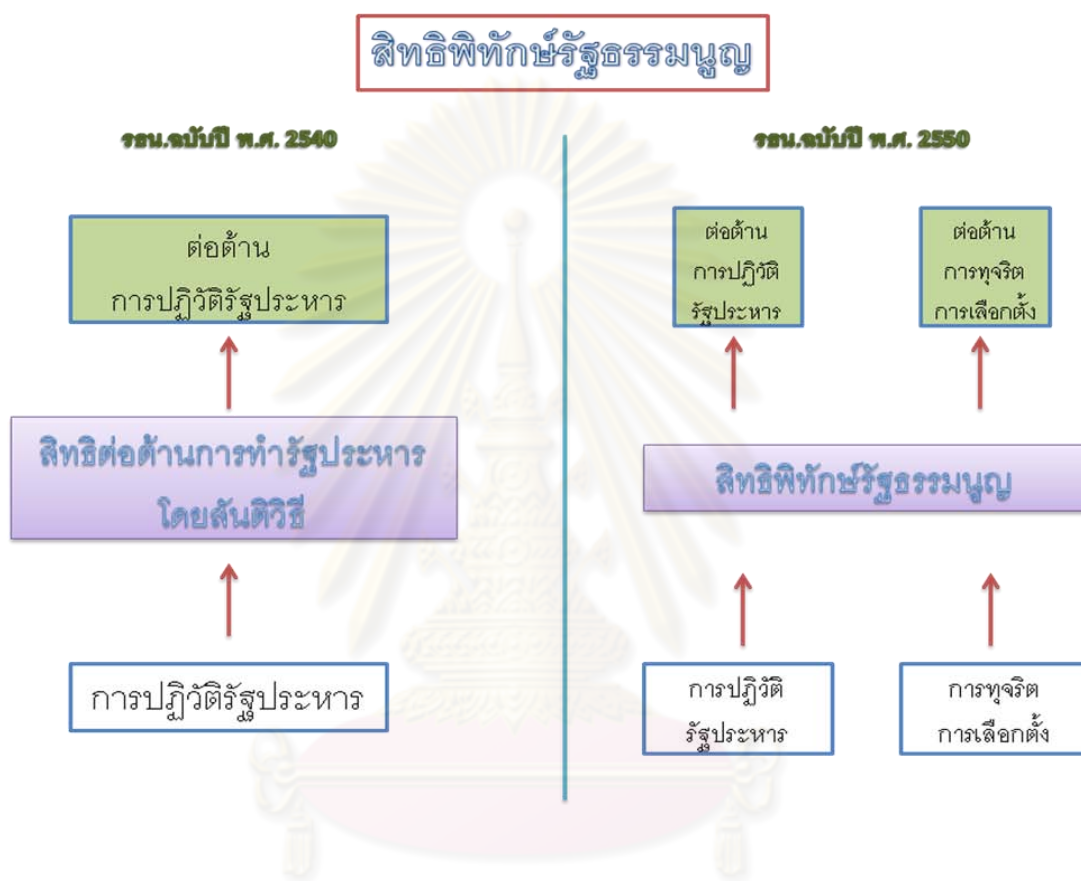 สิทธิพิทักษ์รัฐธรรมนูญ
รธน.ฉบับปี พ.ศ. 2540
ต่อต้าน
การปฏิวัติรัฐประหาร
สิทธิต่อต้านการทำรัฐประหาร
โดยสันติวิธี
การปฏิวัติรัฐประหาร
รธน.ฉบับปี พ.ศ. 2550
ต่อต้าน
การปฏิวัติ
รัฐประหาร
ต่อต้าน
การทุจริต
การเลือกตั้ง
สิทธิพิทักษ์รัฐธรรมนูญ
การปฏิวัติ
รัฐประหาร
การทุจริต
การเลือกตั้ง